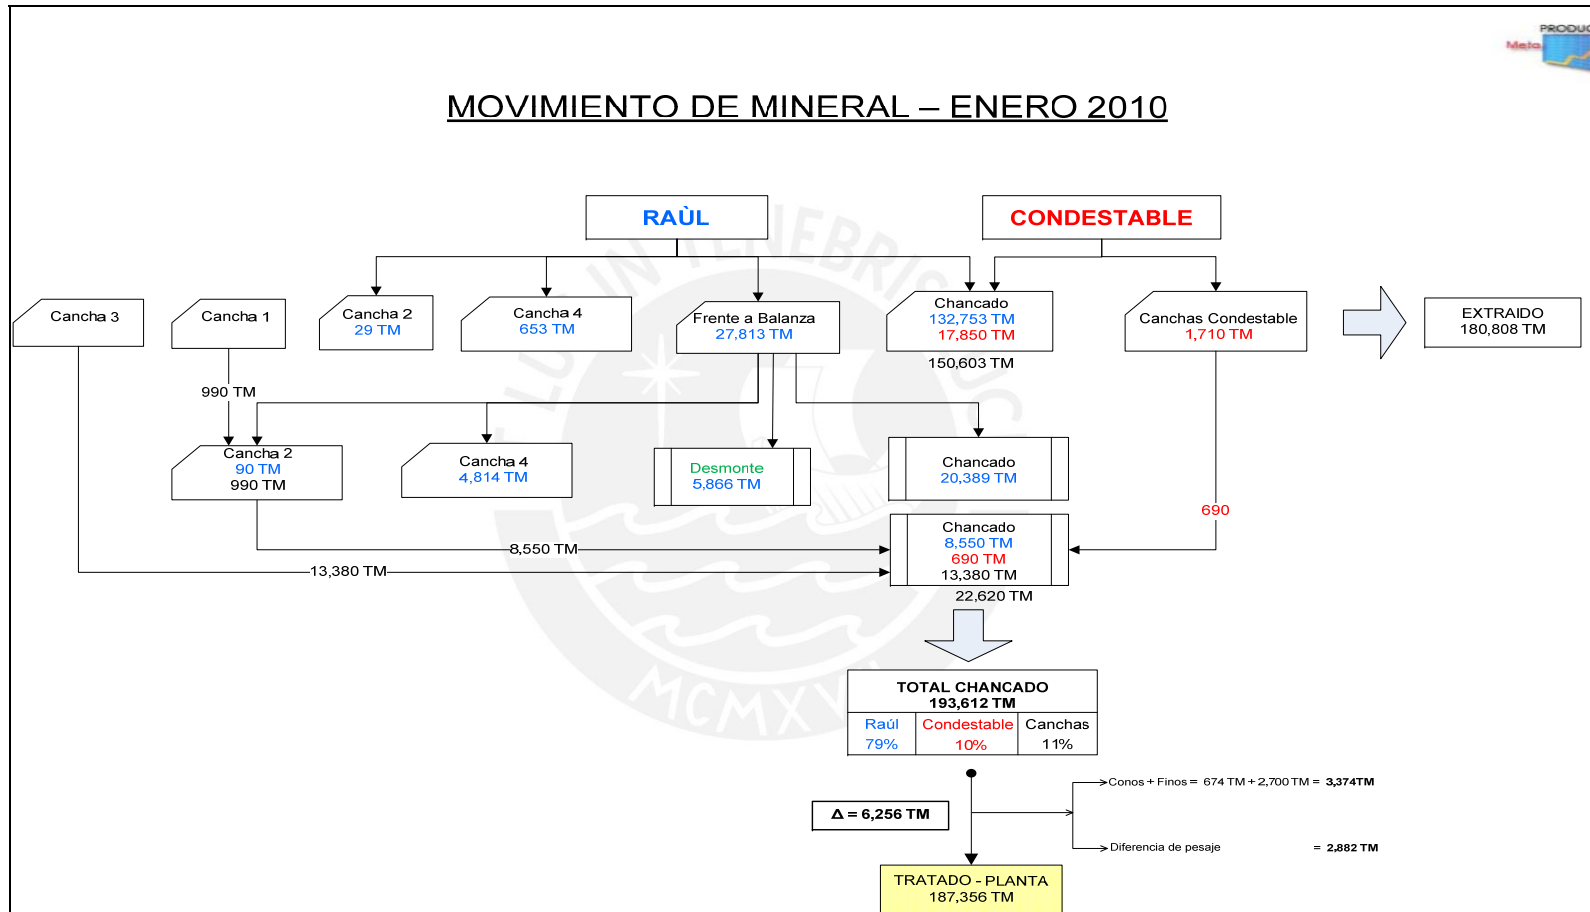 PRODUC
Meta
MOVIMIENTO DE MINERAL – ENERO 2010
RAÙL
CONDESTABLE
Cancha 3
Cancha 1
Cancha 2
29 TM
Cancha 4
653 TM
Frente a Balanza
27,813 TM
Chancado
132,753 TM
17,850 TM
150,603 TM
Canchas Condestable
1,710 TM
EXTRAIDO
180,808 TM
990 TM
Cancha 2
90 TM
990 TM
Cancha 4
4,814 TM
Desmonte
5,866 TM
Chancado
20,389 TM
690
Chancado
8,550 TM
690 TM
13,380 TM
22,620 TM
8,550 TM
13,380 TM
TOTAL CHANCADO
193,612 TM
Raúl Condestable Canchas
79% 10% 11%
Conos + Finos = 674 TM + 2,700 TM = 3,374TM
Δ = 6,256 TM
Diferencia de pesaje = 2,882 TM
TRATADO - PLANTA
187,356 TM